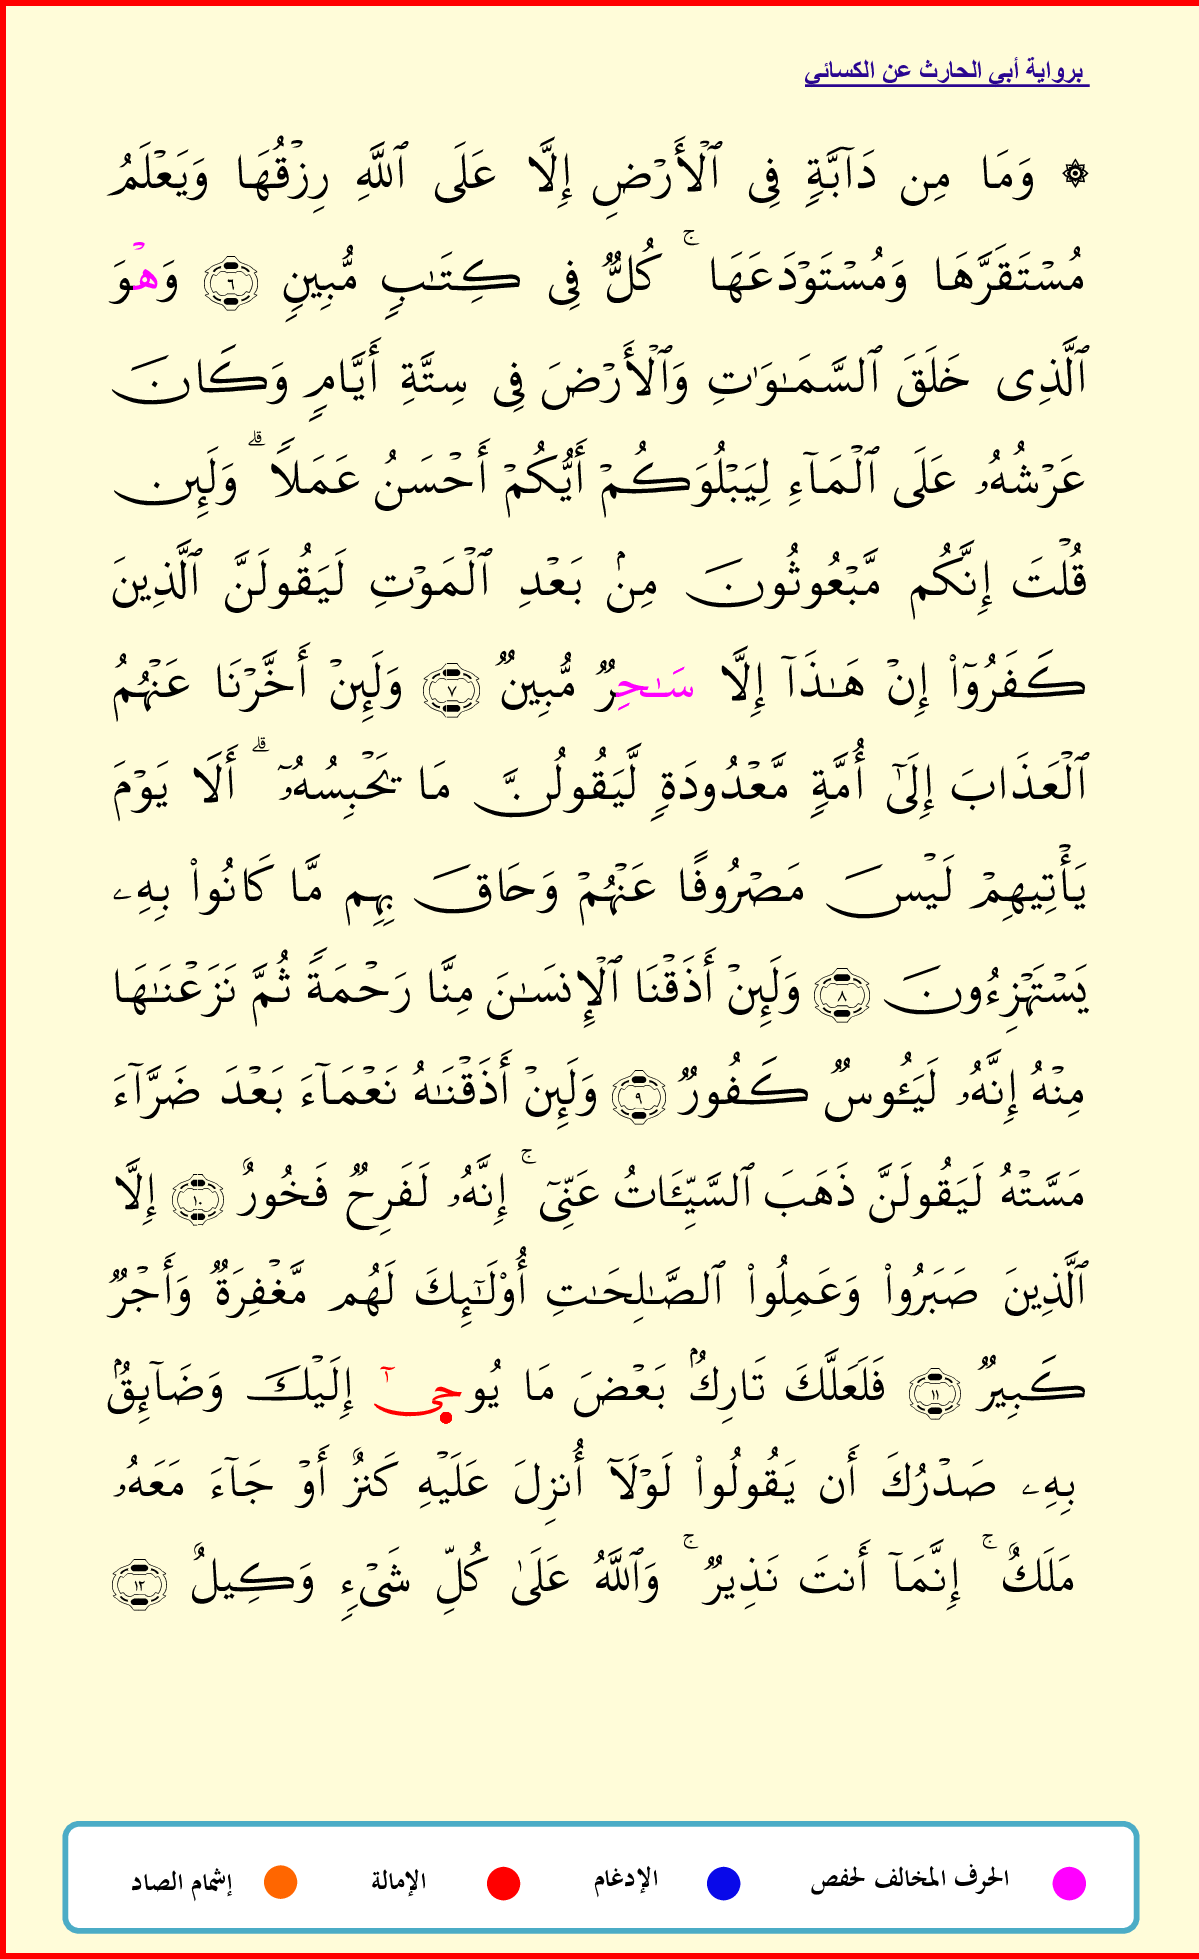 برواية أبي الحارث عن الكسائي
۞ وَمَا مِن دَآبَّةٖ فِي ٱلۡأَرۡضِ إِلَّا عَلَى ٱللَّهِ رِزۡقُهَا وَيَعۡلَمُ
مُسۡتَقَرَّهَا وَمُسۡتَوۡدَعَهَاۚ كُلّٞ فِي كِتَٰبٖ مُّبِينٖ ٦ وَهۡوَ
ٱلَّذِي خَلَقَ ٱلسَّمَٰوَٰتِ وَٱلۡأَرۡضَ فِي سِتَّةِ أَيَّامٖ وَكَانَ
عَرۡشُهُۥ عَلَى ٱلۡمَآءِ لِيَبۡلُوَكُمۡ أَيُّكُمۡ أَحۡسَنُ عَمَلٗاۗ وَلَئِن
قُلۡتَ إِنَّكُم مَّبۡعُوثُونَ مِنۢ بَعۡدِ ٱلۡمَوۡتِ لَيَقُولَنَّ ٱلَّذِينَ
كَفَرُوٓاْ إِنۡ هَٰذَآ إِلَّا سَٰحِرٞ مُّبِينٞ ٧ وَلَئِنۡ أَخَّرۡنَا عَنۡهُمُ
ٱلۡعَذَابَ إِلَىٰٓ أُمَّةٖ مَّعۡدُودَةٖ لَّيَقُولُنَّ مَا يَحۡبِسُهُۥٓۗ أَلَا يَوۡمَ
يَأۡتِيهِمۡ لَيۡسَ مَصۡرُوفًا عَنۡهُمۡ وَحَاقَ بِهِم مَّا كَانُواْ بِهِۦ
يَسۡتَهۡزِءُونَ ٨ وَلَئِنۡ أَذَقۡنَا ٱلۡإِنسَٰنَ مِنَّا رَحۡمَةٗ ثُمَّ نَزَعۡنَٰهَا
مِنۡهُ إِنَّهُۥ لَيَـُٔوسٞ كَفُورٞ ٩ وَلَئِنۡ أَذَقۡنَٰهُ نَعۡمَآءَ بَعۡدَ ضَرَّآءَ
مَسَّتۡهُ لَيَقُولَنَّ ذَهَبَ ٱلسَّيِّـَٔاتُ عَنِّيٓۚ إِنَّهُۥ لَفَرِحٞ فَخُورٌ ١٠ إِلَّا
ٱلَّذِينَ صَبَرُواْ وَعَمِلُواْ ٱلصَّٰلِحَٰتِ أُوْلَٰٓئِكَ لَهُم مَّغۡفِرَةٞ وَأَجۡرٞ
كَبِيرٞ ١١ فَلَعَلَّكَ تَارِكُۢ بَعۡضَ مَا يُوحِيٓ إِلَيۡكَ وَضَآئِقُۢ
بِهِۦ صَدۡرُكَ أَن يَقُولُواْ لَوۡلَآ أُنزِلَ عَلَيۡهِ كَنزٌ أَوۡ جَآءَ مَعَهُۥ
مَلَكٌۚ إِنَّمَآ أَنتَ نَذِيرٞۚ وَٱللَّهُ عَلَىٰ كُلِّ شَيۡءٖ وَكِيلٌ ١٢
الحرف المخالف لحفص الإدغام الإمالة إشمام الصاد